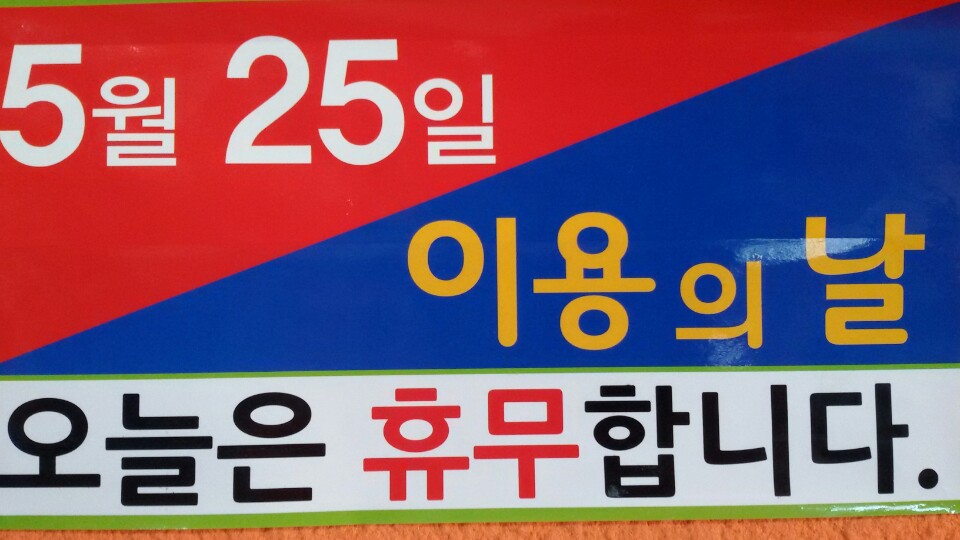 5월 25일
이용의 날
오늘은 휴무합니다.